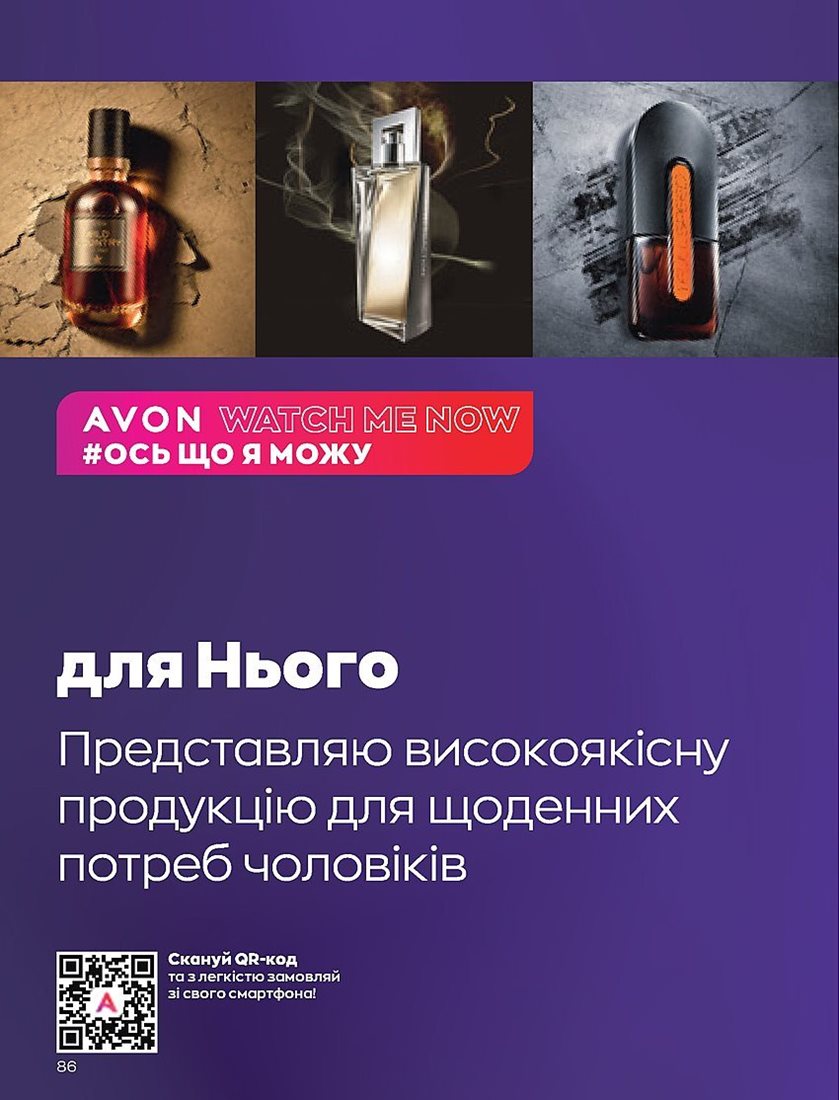 AVON WATCH ME NOW
#ОСЬ ЩО Я МОЖУ
для Нього
Представляю високоякісну
продукцію для щоденних
потреб чоловіків
Скануй QR-код
та з легкістю замовляй
зі свого смартфона!
A
86